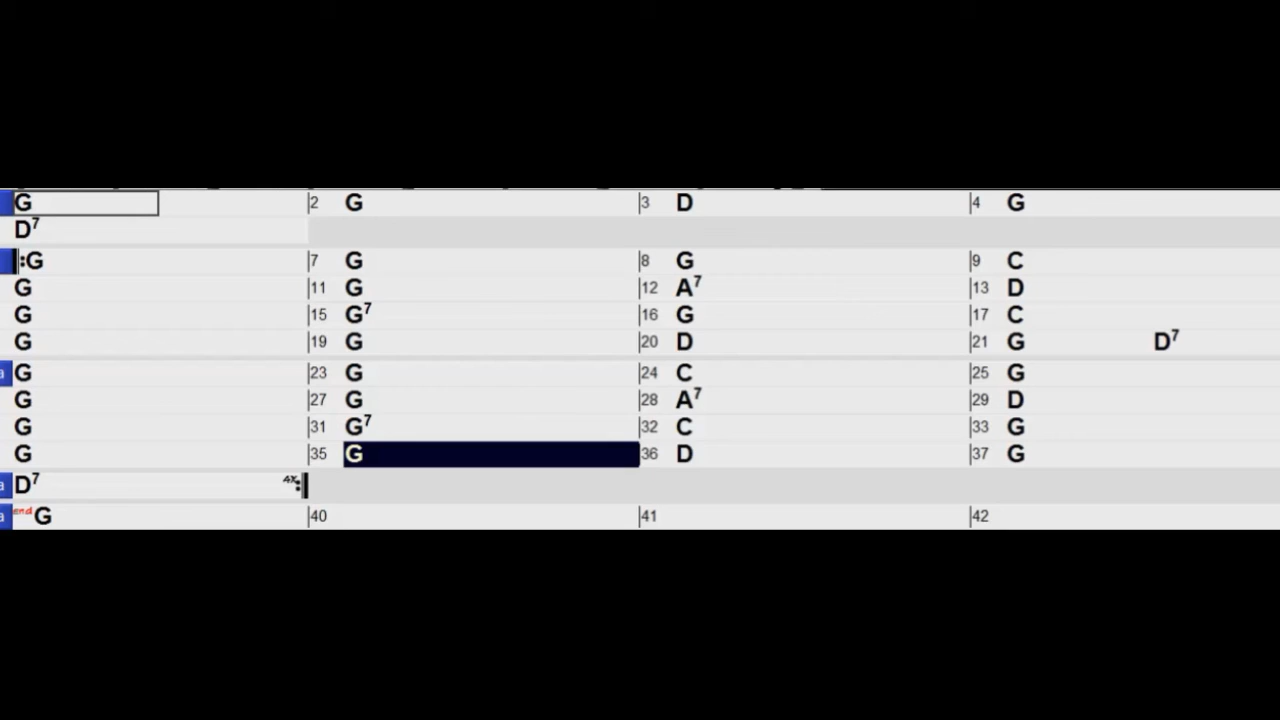 G |2 G |3 D |4 G
D7
:G |7 G |8 G |9 C
G |11 G |12 A7 |13 D
G |15 G7 |16 G |17 C
G |19 G |20 D |21 G D7
a G |23 G |24 C |25 G
G |27 G |28 A7 |29 D
G |31 G7 |32 C |33 G
G |35 G |36 D |37 G
a D7 4x:
a end G |40 |41 |42